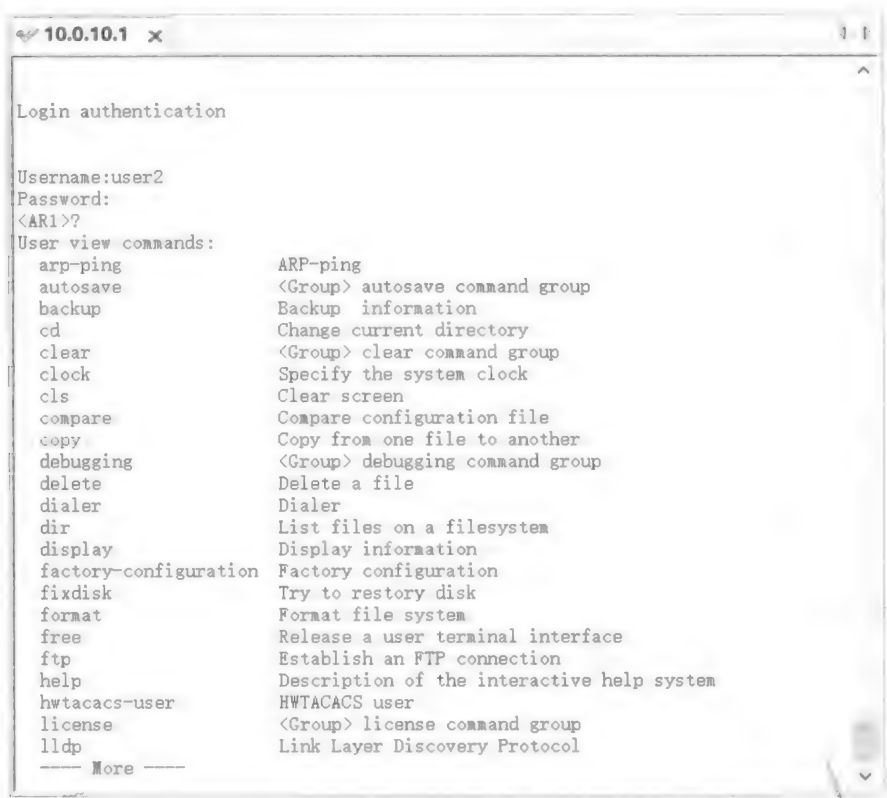 10.0.10.1 ×
Login authentication
Username:user2
Password:
<AR1>?
User view commands:
arp-ping ARP-ping
autosave <Group> autosave command group
backup Backup information
cd Change current directory
clear <Group> clear command group
clock Specify the system clock
cls Clear screen
compare Compare configuration file
copy Copy from one file to another
debugging <Group> debugging command group
delete Delete a file
dialer Dialer
dir List files on a filesystem
display Display information
factory-configuration Factory configuration
fixdisk Try to restory disk
format Format file system
free Release a user terminal interface
ftp Establish an FTP connection
help Description of the interactive help system
hwtacacs-user HWTACACS user
license <Group> license command group
lldp Link Layer Discovery Protocol
---- More ----